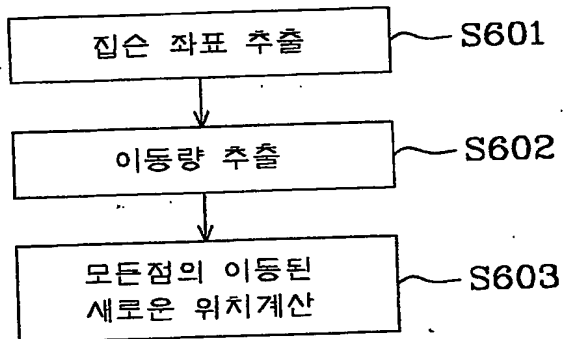 집슨 좌표 추출
S601
이동량 추출
S602
모든점의 이동된
새로운 위치계산
S603